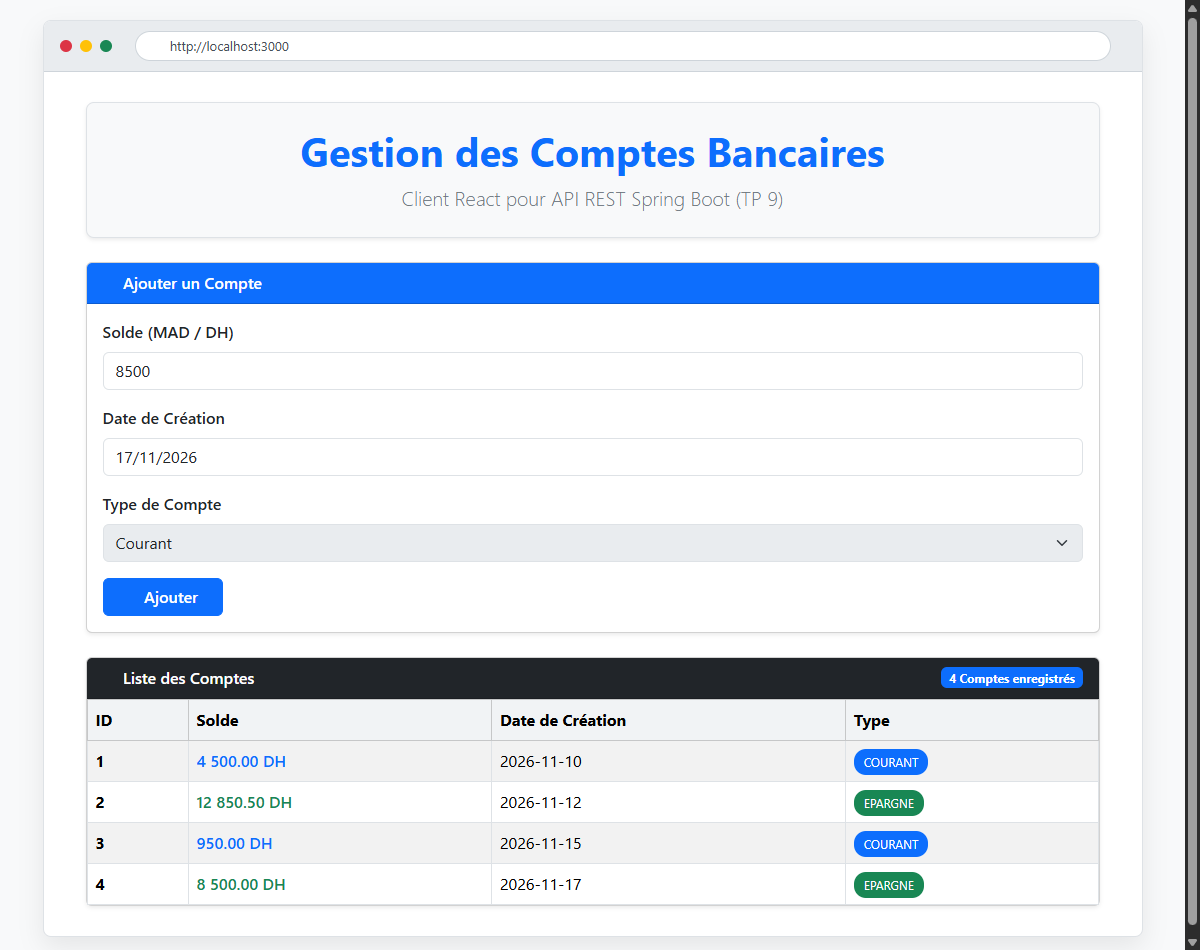 http://localhost:3000
Gestion des Comptes Bancaires
Client React pour API REST Spring Boot (TP 9)
Ajouter un Compte
Solde (MAD / DH)
8500
Date de Création
17/11/2026
Type de Compte
Courant
Ajouter
Liste des Comptes 4 Comptes enregistrés
ID Solde Date de Création Type
1 4 500.00 DH 2026-11-10 COURANT
2 12 850.50 DH 2026-11-12 EPARGNE
3 950.00 DH 2026-11-15 COURANT
4 8 500.00 DH 2026-11-17 EPARGNE